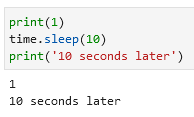 print(1)
time.sleep(10)
print('10 seconds later')
1
10 seconds later